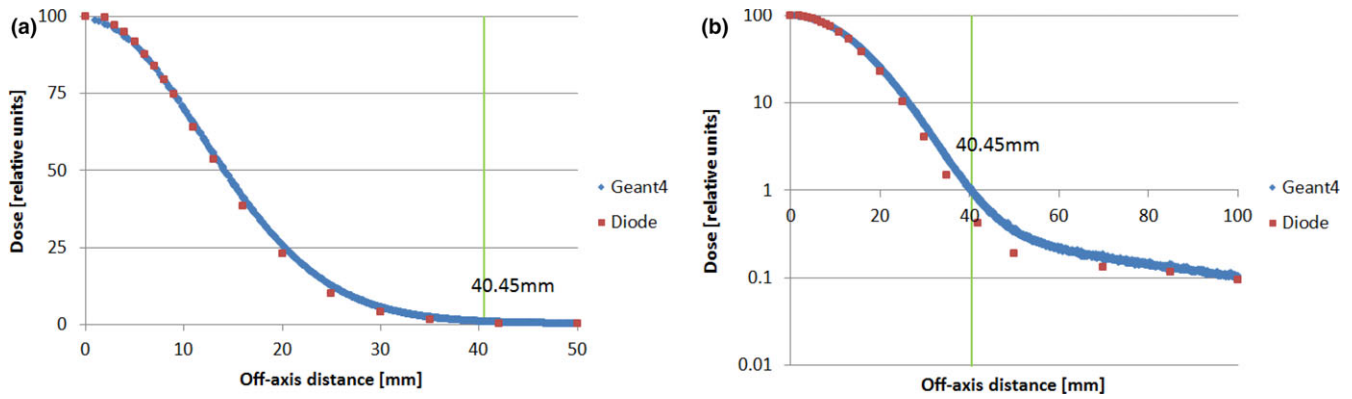 (a)
Dose [relative units]
100
75
50
25
0
0 10 20 30 40 50
Off-axis distance [mm]
40.45mm
Geant4
Diode
(b)
Dose [relative units]
100
10
1
0.1
0.01
0 20 40 60 80 100
Off-axis distance [mm]
40.45mm
Geant4
Diode